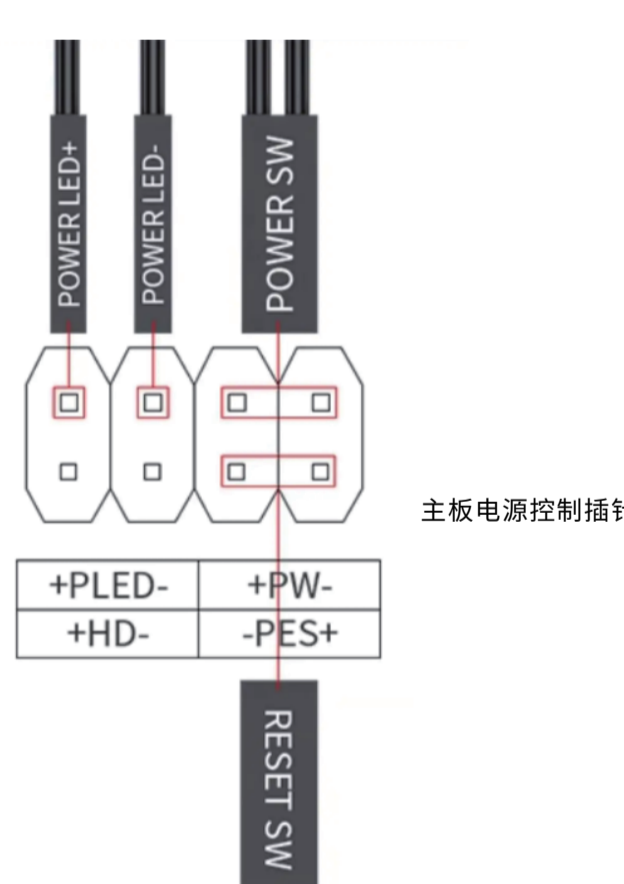 POWER LED+
POWER LED-
POWER SW
主板电源控制插针
+PLED-
+PW-
+HD-
-PES+
RESET SW